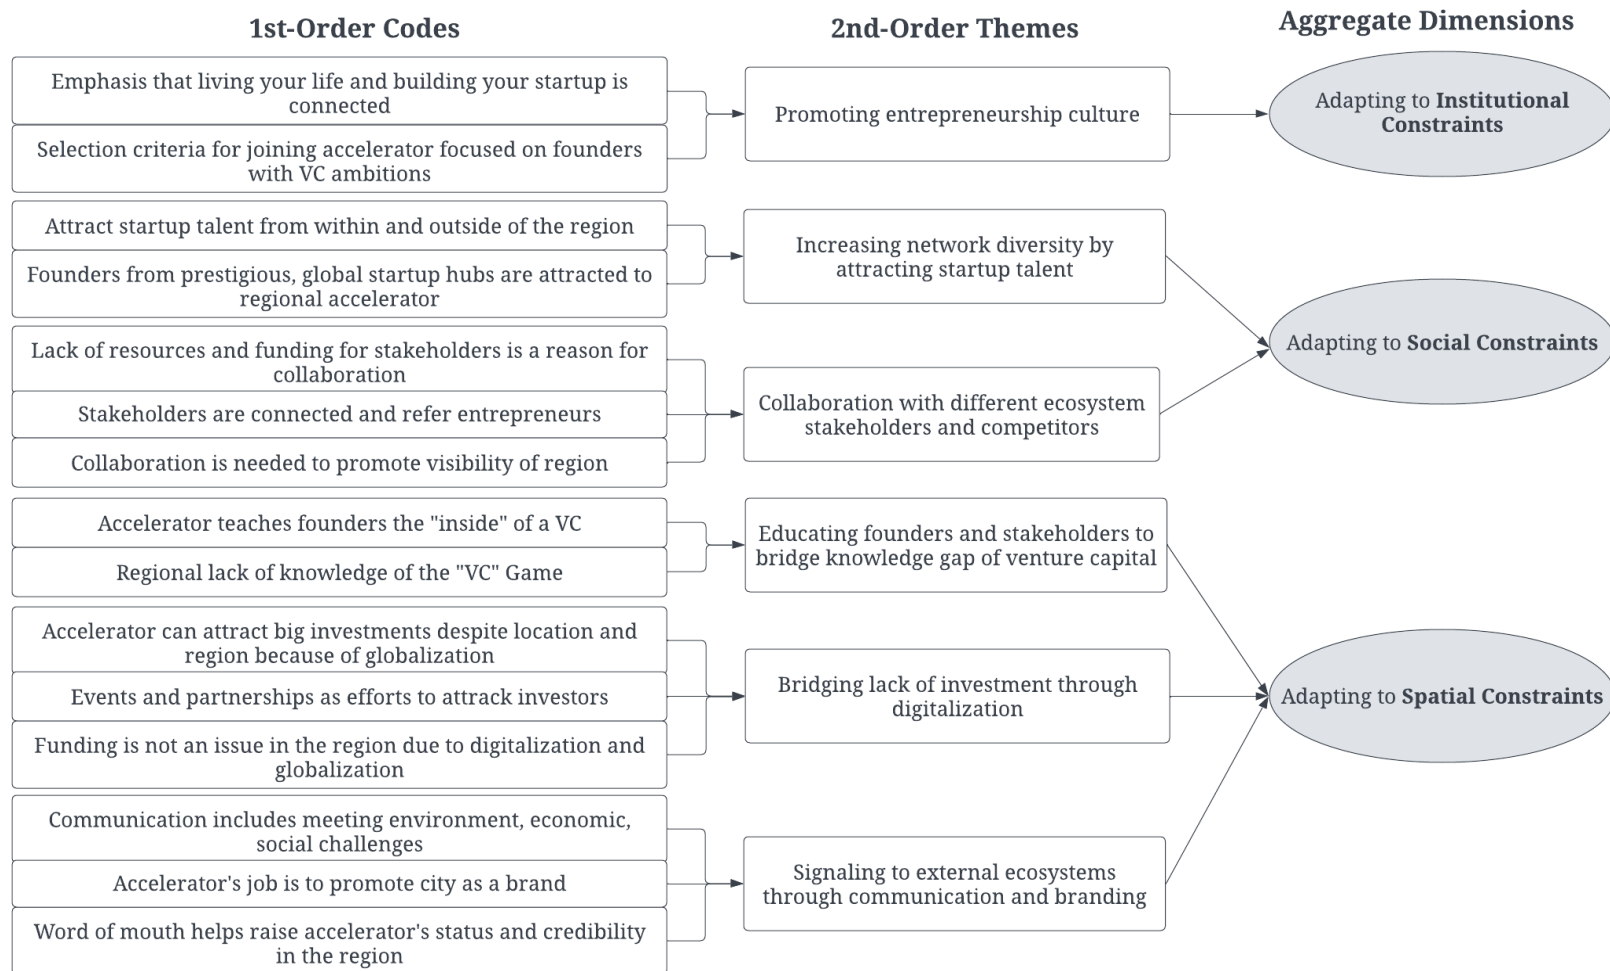 1st-Order Codes
2nd-Order Themes
Aggregate Dimensions
Emphasis that living your life and building your startup is
connected
Selection criteria for joining accelerator focused on founders
with VC ambitions
Promoting entrepreneurship culture
Adapting to Institutional
Constraints
Attract startup talent from within and outside of the region
Founders from prestigious, global startup hubs are attracted to
regional accelerator
Increasing network diversity by
attracting startup talent
Lack of resources and funding for stakeholders is a reason for
collaboration
Stakeholders are connected and refer entrepreneurs
Collaboration is needed to promote visibility of region
Collaboration with different ecosystem
stakeholders and competitors
Adapting to Social Constraints
Accelerator teaches founders the "inside" of a VC
Regional lack of knowledge of the "VC" Game
Educating founders and stakeholders to
bridge knowledge gap of venture capital
Accelerator can attract big investments despite location and
region because of globalization
Events and partnerships as efforts to attrack investors
Funding is not an issue in the region due to digitalization and
globalization
Bridging lack of investment through
digitalization
Adapting to Spatial Constraints
Communication includes meeting environment, economic,
social challenges
Accelerator's job is to promote city as a brand
Word of mouth helps raise accelerator's status and credibility
in the region
Signaling to external ecosystems
through communication and branding